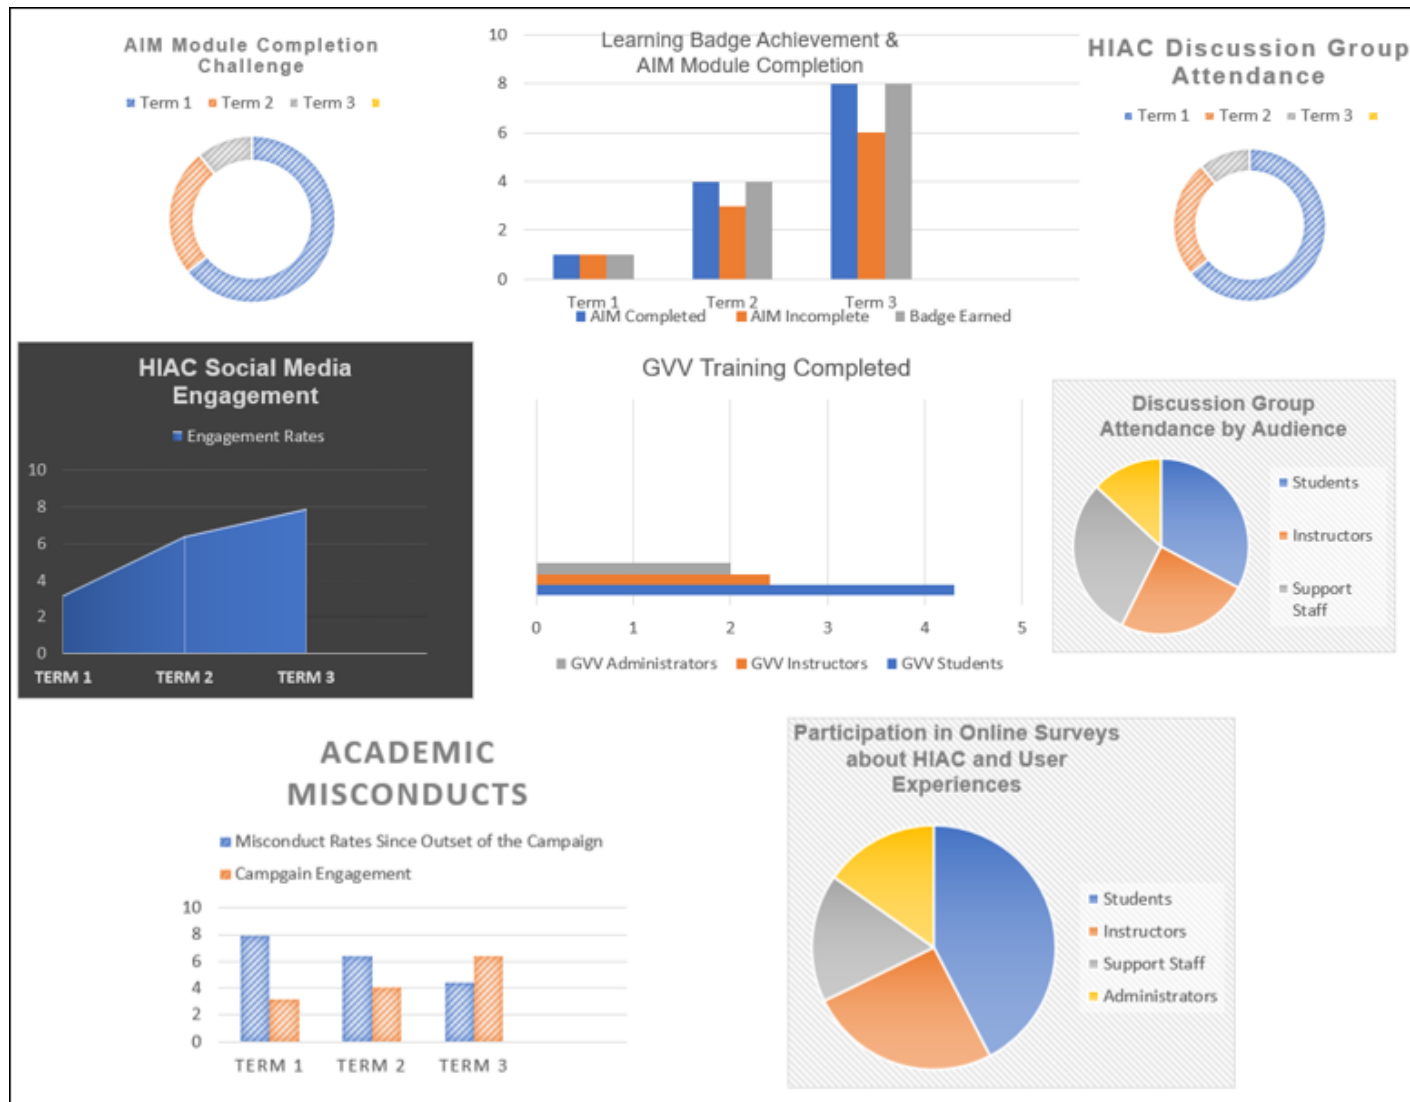 AIM Module Completion
Challenge
Term 1 Term 2 Term 3
Learning Badge Achievement &
AIM Module Completion
10
8
6
4
2
0
Term 1 Term 2 Term 3
AIM Completed AIM Incomplete Badge Earned
HIAC Discussion Group
Attendance
Term 1 Term 2 Term 3
HIAC Social Media
Engagement
Engagement Rates
10
8
6
4
2
0
TERM 1 TERM 2 TERM 3
GVV Training Completed
0 1 2 3 4 5
GVV Administrators GVV Instructors GVV Students
Discussion Group
Attendance by Audience
Students
Instructors
Support
Staff
ACADEMIC
MISCONDUCTS
Misconduct Rates Since Outset of the Campaign
Campgain Engagement
10
8
6
4
2
0
TERM 1 TERM 2 TERM 3
Participation in Online Surveys
about HIAC and User
Experiences
Students
Instructors
Support Staff
Administrators